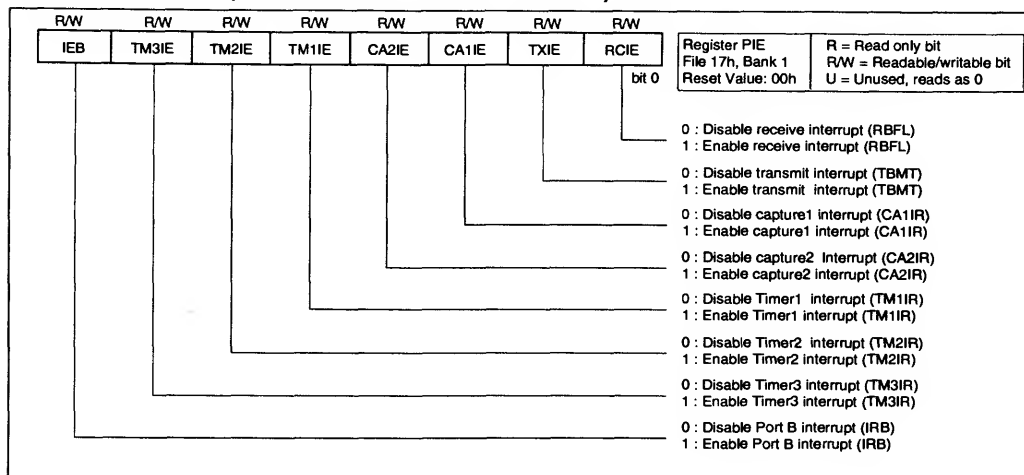 R/W R/W R/W R/W R/W R/W R/W R/W
IEB TM3IE TM2IE TM1IE CA2IE CA1IE TXIE RCIE
bit 0
Register PIE
File 17h, Bank 1
Reset Value: 00h
R = Read only bit
R/W = Readable/writable bit
U = Unused, reads as 0
0 : Disable receive interrupt (RBFL)
1 : Enable receive interrupt (RBFL)
0 : Disable transmit interrupt (TBMT)
1 : Enable transmit interrupt (TBMT)
0 : Disable capture1 interrupt (CA1IR)
1 : Enable capture1 interrupt (CA1IR)
0 : Disable capture2 Interrupt (CA2IR)
1 : Enable capture2 interrupt (CA2IR)
0 : Disable Timer1 interrupt (TM1IR)
1 : Enable Timer1 interrupt (TM1IR)
0 : Disable Timer2 interrupt (TM2IR)
1 : Enable Timer2 interrupt (TM2IR)
0 : Disable Timer3 interrupt (TM3IR)
1 : Enable Timer3 interrupt (TM3IR)
0 : Disable Port B interrupt (IRB)
1 : Enable Port B interrupt (IRB)